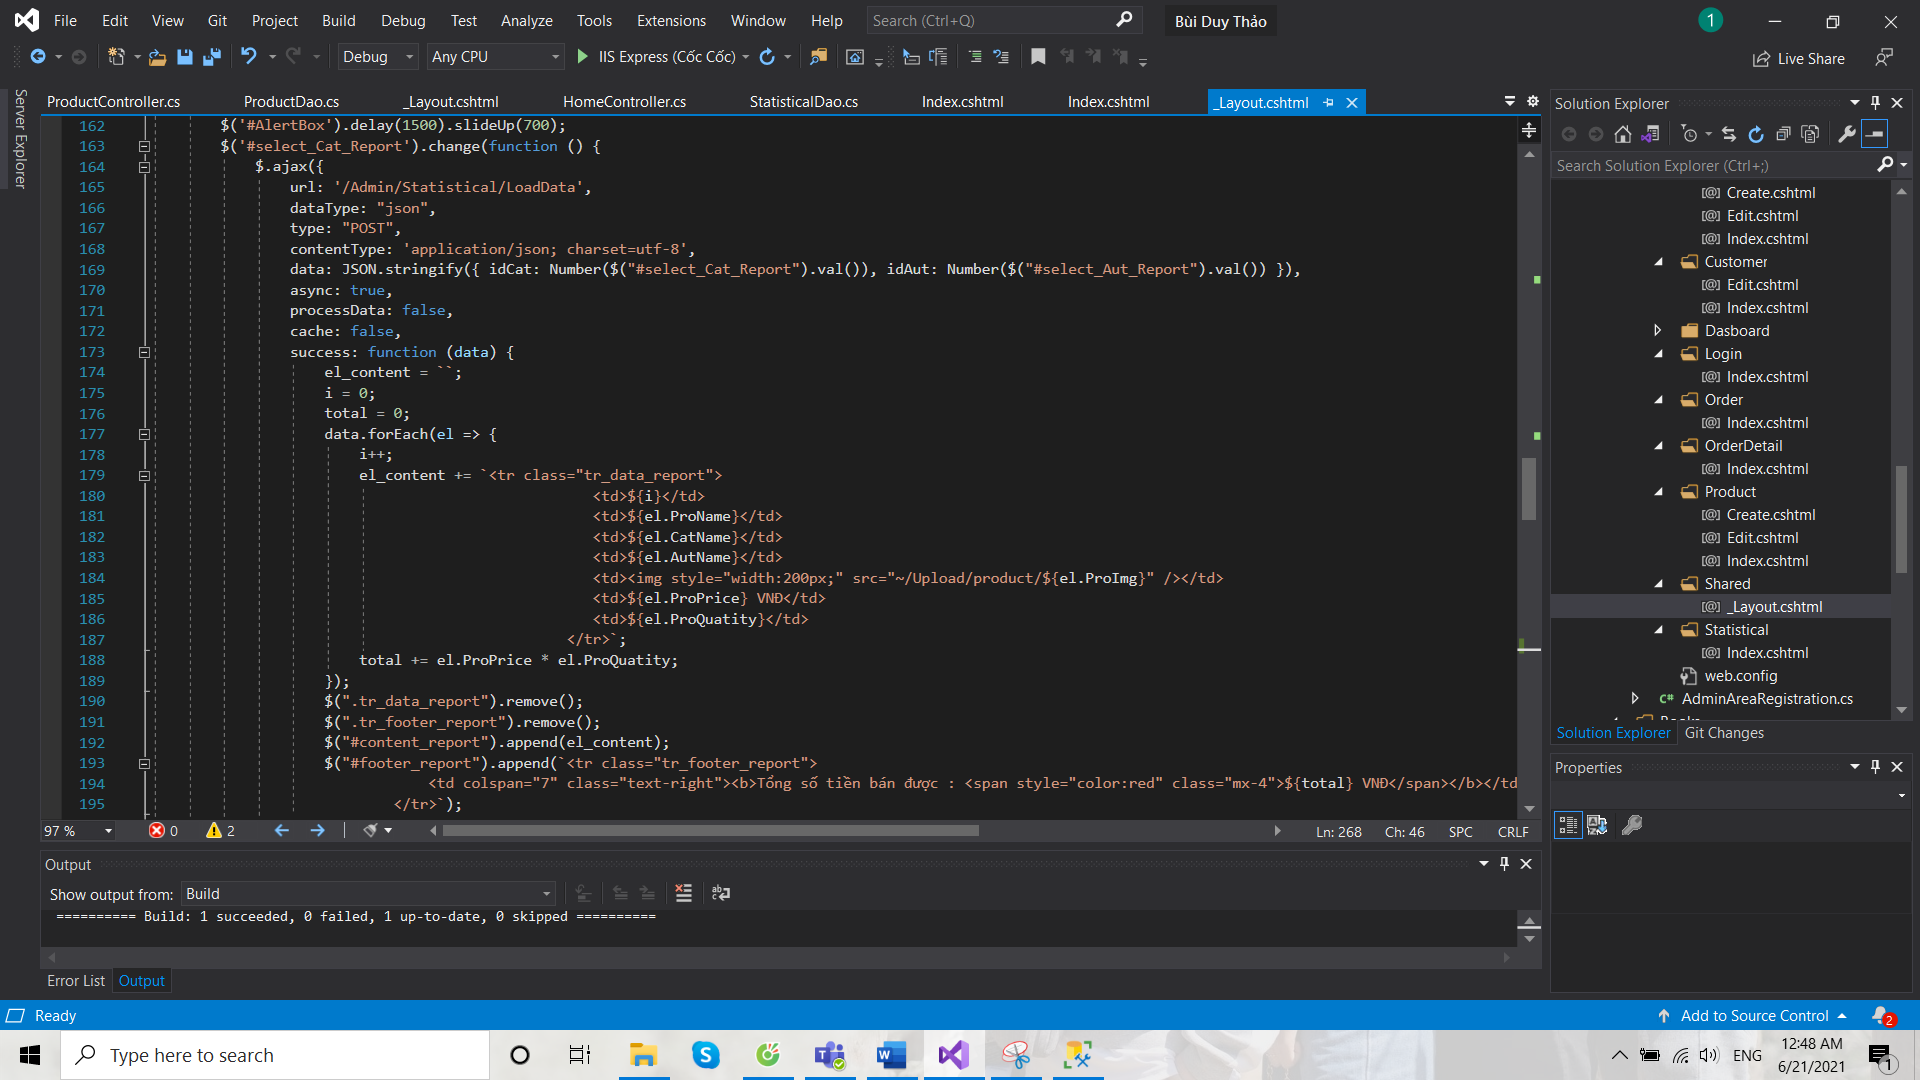 File Edit View Git Project Build Debug Test Analyze Tools Extensions Window Help Search (Ctrl+Q) Bùi Duy Thảo 1
Debug Any CPU IIS Express (Cốc Cốc) Live Share
Server Explorer
ProductController.cs ProductDao.cs _Layout.cshtml HomeController.cs StatisticalDao.cs Index.cshtml Index.cshtml _Layout.cshtml
162 $('#AlertBox').delay(1500).slideUp(700);
163 $('#select_Cat_Report').change(function () {
164 $.ajax({
165 url: '/Admin/Statistical/LoadData',
166 dataType: "json",
167 type: "POST",
168 contentType: 'application/json; charset=utf-8',
169 data: JSON.stringify({ idCat: Number($("#select_Cat_Report").val()), idAut: Number($("#select_Aut_Report").val()) }),
170 async: true,
171 processData: false,
172 cache: false,
173 success: function (data) {
174 el_content = ``;
175 i = 0;
176 total = 0;
177 data.forEach(el => {
178 i++;
179 el_content += `<tr class="tr_data_report">
180 <td>${i}</td>
181 <td>${el.ProName}</td>
182 <td>${el.CatName}</td>
183 <td>${el.AutName}</td>
184 <td><img style="width:200px;" src="~/Upload/product/${el.ProImg}" /></td>
185 <td>${el.ProPrice} VNĐ</td>
186 <td>${el.ProQuatity}</td>
187 </tr>`;
188 total += el.ProPrice * el.ProQuatity;
189 });
190 $(".tr_data_report").remove();
191 $(".tr_footer_report").remove();
192 $("#content_report").append(el_content);
193 $("#footer_report").append(`<tr class="tr_footer_report">
194 <td colspan="7" class="text-right"><b>Tổng số tiền bán được : <span style="color:red" class="mx-4">${total} VNĐ</span></b></td
195 </tr>`);
97 % 0 2 Ln: 268 Ch: 46 SPC CRLF
Output
Show output from: Build
========== Build: 1 succeeded, 0 failed, 1 up-to-date, 0 skipped ==========
Error List Output
Solution Explorer
Search Solution Explorer (Ctrl+;)
Create.cshtml
Edit.cshtml
Index.cshtml
Customer
Edit.cshtml
Index.cshtml
Dasboard
Login
Index.cshtml
Order
Index.cshtml
OrderDetail
Index.cshtml
Product
Create.cshtml
Edit.cshtml
Index.cshtml
Shared
_Layout.cshtml
Statistical
Index.cshtml
web.config
C# AdminAreaRegistration.cs
Solution Explorer Git Changes
Properties
Ready Add to Source Control 2
Type here to search ENG 12:48 AM
6/21/2021 1